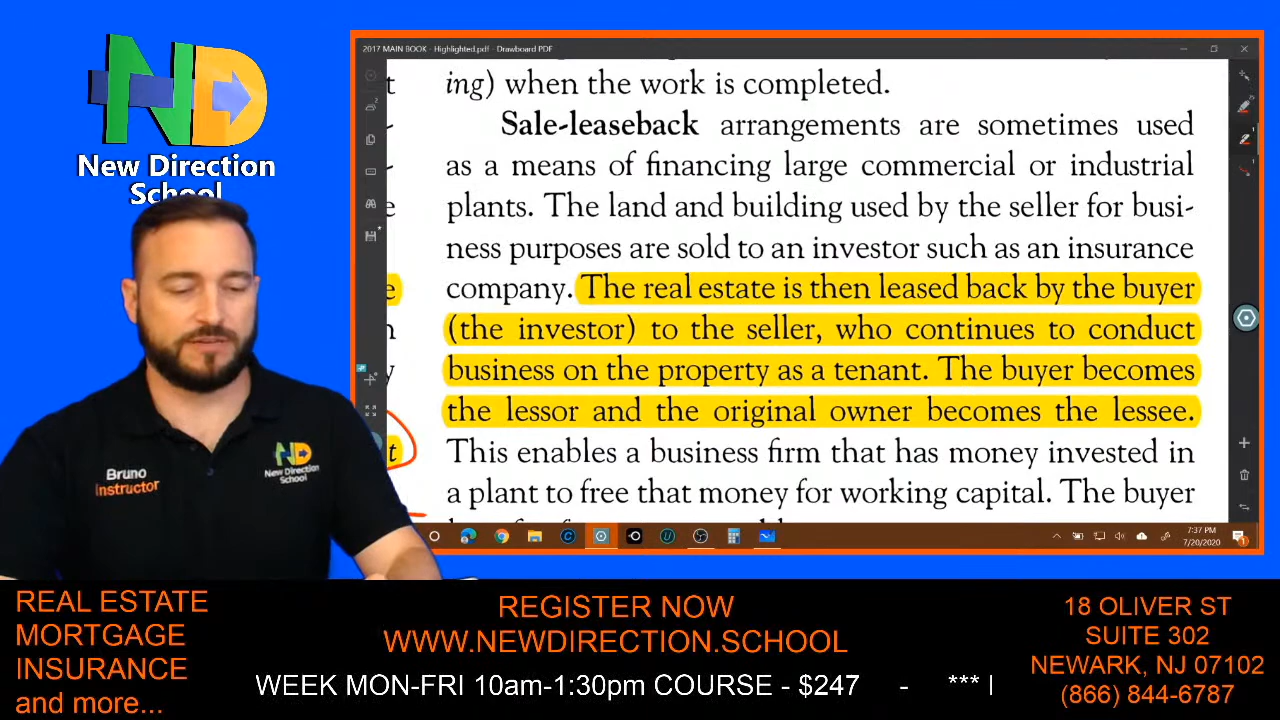 ND
New Direction
School
2017 MAIN BOOK - Highlighted.pdf - Drawboard PDF
ing) when the work is completed.
Sale-leaseback arrangements are sometimes used
as a means of financing large commercial or industrial
plants. The land and building used by the seller for busi-
ness purposes are sold to an investor such as an insurance
company. The real estate is then leased back by the buyer
(the investor) to the seller, who continues to conduct
business on the property as a tenant. The buyer becomes
the lessor and the original owner becomes the lessee.
This enables a business firm that has money invested in
a plant to free that money for working capital. The buyer
7:37 PM
7/20/2020
Bruno
Instructor
ND
New Direction
School
REAL ESTATE
MORTGAGE
INSURANCE
and more...
REGISTER NOW
WWW.NEWDIRECTION.SCHOOL
WEEK MON-FRI 10am-1:30pm COURSE - $247 - ***
18 OLIVER ST
SUITE 302
NEWARK, NJ 07102
(866) 844-6787